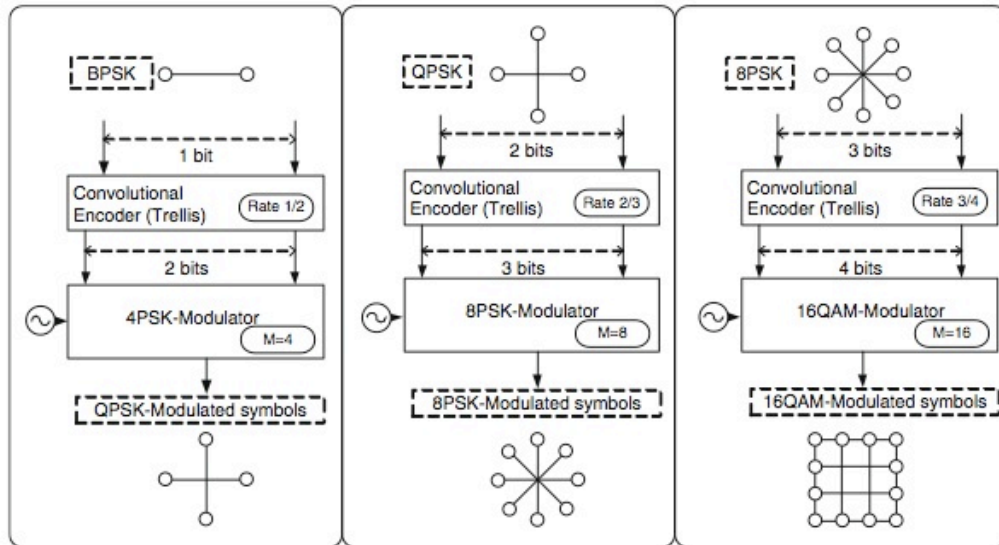 BPSK
1 bit
Convolutional
Encoder (Trellis)
Rate 1/2
2 bits
4PSK-Modulator
M=4
QPSK-Modulated symbols
QPSK
2 bits
Convolutional
Encoder (Trellis)
Rate 2/3
3 bits
8PSK-Modulator
M=8
8PSK-Modulated symbols
8PSK
3 bits
Convolutional
Encoder (Trellis)
Rate 3/4
4 bits
16QAM-Modulator
M=16
16QAM-Modulated symbols